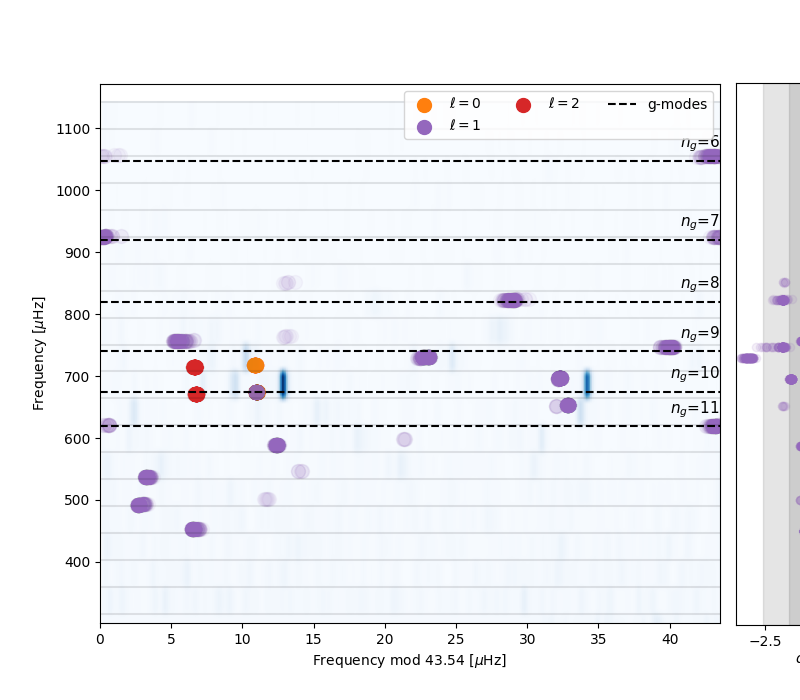 ℓ = 0
ℓ = 2
g-modes
ℓ = 1
n_g=6
n_g=7
n_g=8
n_g=9
n_g=10
n_g=11
1100
1000
900
800
700
600
500
400
Frequency [μHz]
0
5
10
15
20
25
30
35
40
−2.5
Frequency mod 43.54 [μHz]